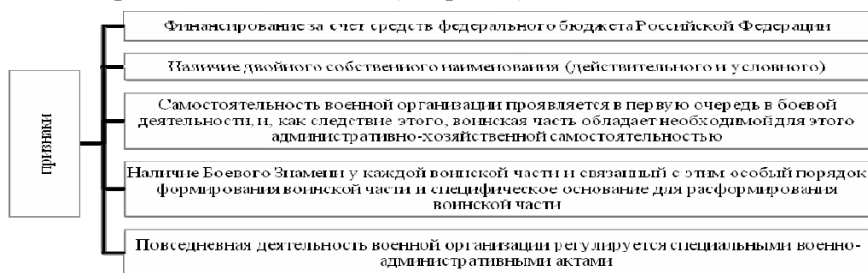 признаки
Финансирование за счет средств федерального бюджета Российской Федерации
Наличие двойного собственного наименования (действительного и условного)
Самостоятельность военной организации проявляется в первую очередь в боевой
деятельности, и, как следствие этого, воинская часть обладает необходимой для этого
административно-хозяйственной самостоятельностью
Наличие Боевого Знамени у каждой воинской части и связанный с этим особый порядок
формирования воинской части и специфическое основание для расформирования
воинской части
Повседневная деятельность военной организации регулируется специальными военно-
административными актами